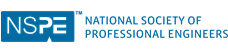 NSPE™ NATIONAL SOCIETY OF
PROFESSIONAL ENGINEERS